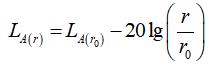 L_{A(r)} = L_{A(r_0)} − 20 lg (r / r_0)